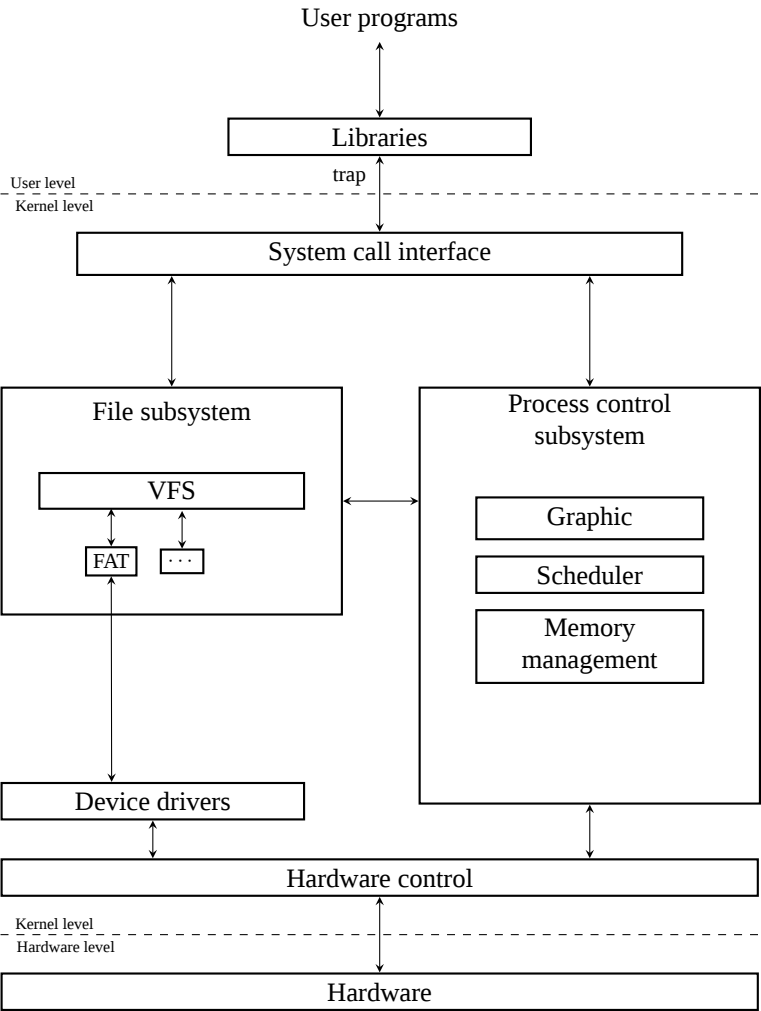 User programs
Libraries
trap
User level
Kernel level
System call interface
File subsystem
VFS
FAT
...
Process control
subsystem
Graphic
Scheduler
Memory
management
Device drivers
Hardware control
Kernel level
Hardware level
Hardware